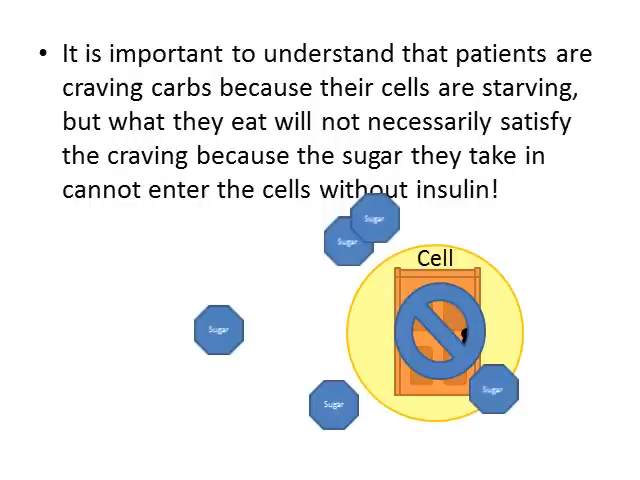 • It is important to understand that patients are
craving carbs because their cells are starving,
but what they eat will not necessarily satisfy
the craving because the sugar they take in
cannot enter the cells without insulin!
Sugar
Sugar
Cell
Sugar
Sugar
Sugar